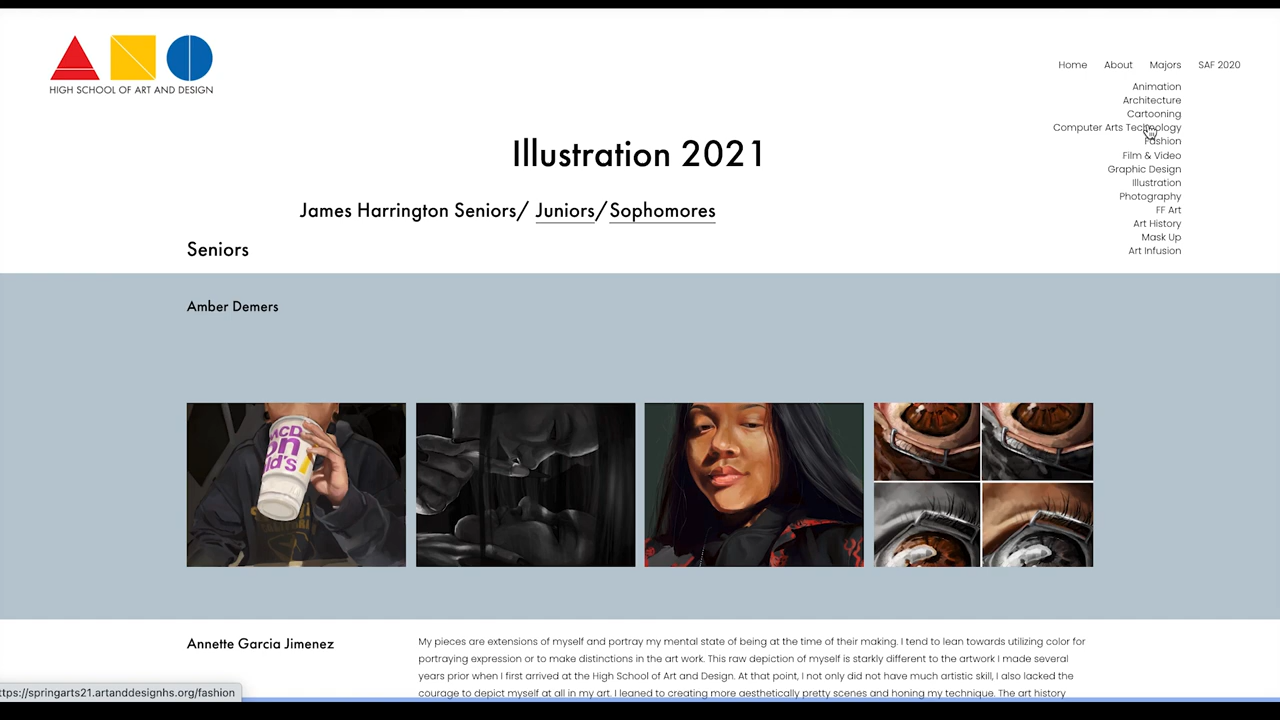 HIGH SCHOOL OF ART AND DESIGN
Home About Majors SAF 2020
Animation
Architecture
Cartooning
Computer Arts Technology
Fashion
Film & Video
Graphic Design
Illustration
Photography
FF Art
Art History
Mask Up
Art Infusion
Illustration 2021
James Harrington Seniors/ Juniors/Sophomores
Seniors
Amber Demers
Annette Garcia Jimenez
My pieces are extensions of myself and portray my mental state of being at the time of their making. I tend to lean towards utilizing color for
portraying expression or to make distinctions in the art work. This raw depiction of myself is starkly different to the artwork I made several
years prior when I first arrived at the High School of Art and Design. At that point, I not only did not have much artistic skill, I also lacked the
courage to depict myself at all in my art. I leaned to creating more aesthetically pretty scenes and honing my technique. The art history
ttps://springarts21.artanddesignhs.org/fashion